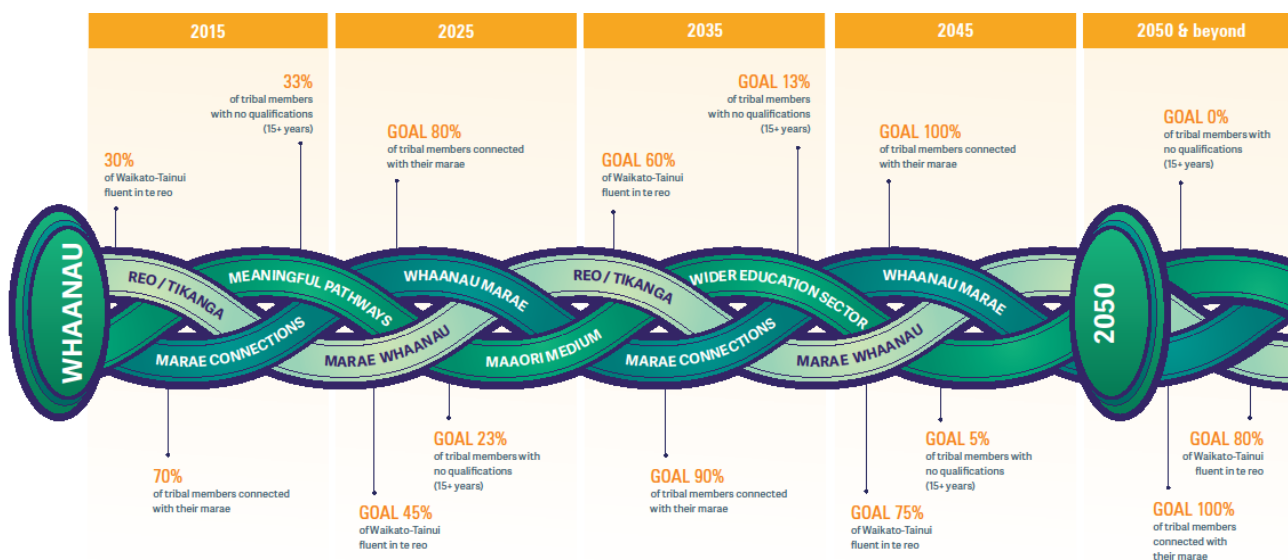 2015
2025
2035
2045
2050 & beyond
33%
of tribal members
with no qualifications
(15+ years)
30%
of Waikato-Tainui
fluent in te reo
GOAL 80%
of tribal members connected
with their marae
GOAL 60%
of Waikato-Tainui
fluent in te reo
GOAL 13%
of tribal members
with no qualifications
(15+ years)
GOAL 100%
of tribal members connected
with their marae
GOAL 0%
of tribal members with
no qualifications
(15+ years)
WHAANAU
REO / TIKANGA
MEANINGFUL PATHWAYS
WHAANAU MARAE
REO / TIKANGA
WIDER EDUCATION SECTOR
WHAANAU MARAE
2050
MARAE CONNECTIONS
MARAE WHAANAU
MAAORI MEDIUM
MARAE CONNECTIONS
MARAE WHAANAU
70%
of tribal members connected
with their marae
GOAL 45%
of Waikato-Tainui
fluent in te reo
GOAL 23%
of tribal members with
no qualifications
(15+ years)
GOAL 90%
of tribal members connected
with their marae
GOAL 75%
of Waikato-Tainui
fluent in te reo
GOAL 5%
of tribal members with
no qualifications
(15+ years)
GOAL 100%
of tribal members
connected with
their marae
GOAL 80%
of Waikato-Tainui
fluent in te reo